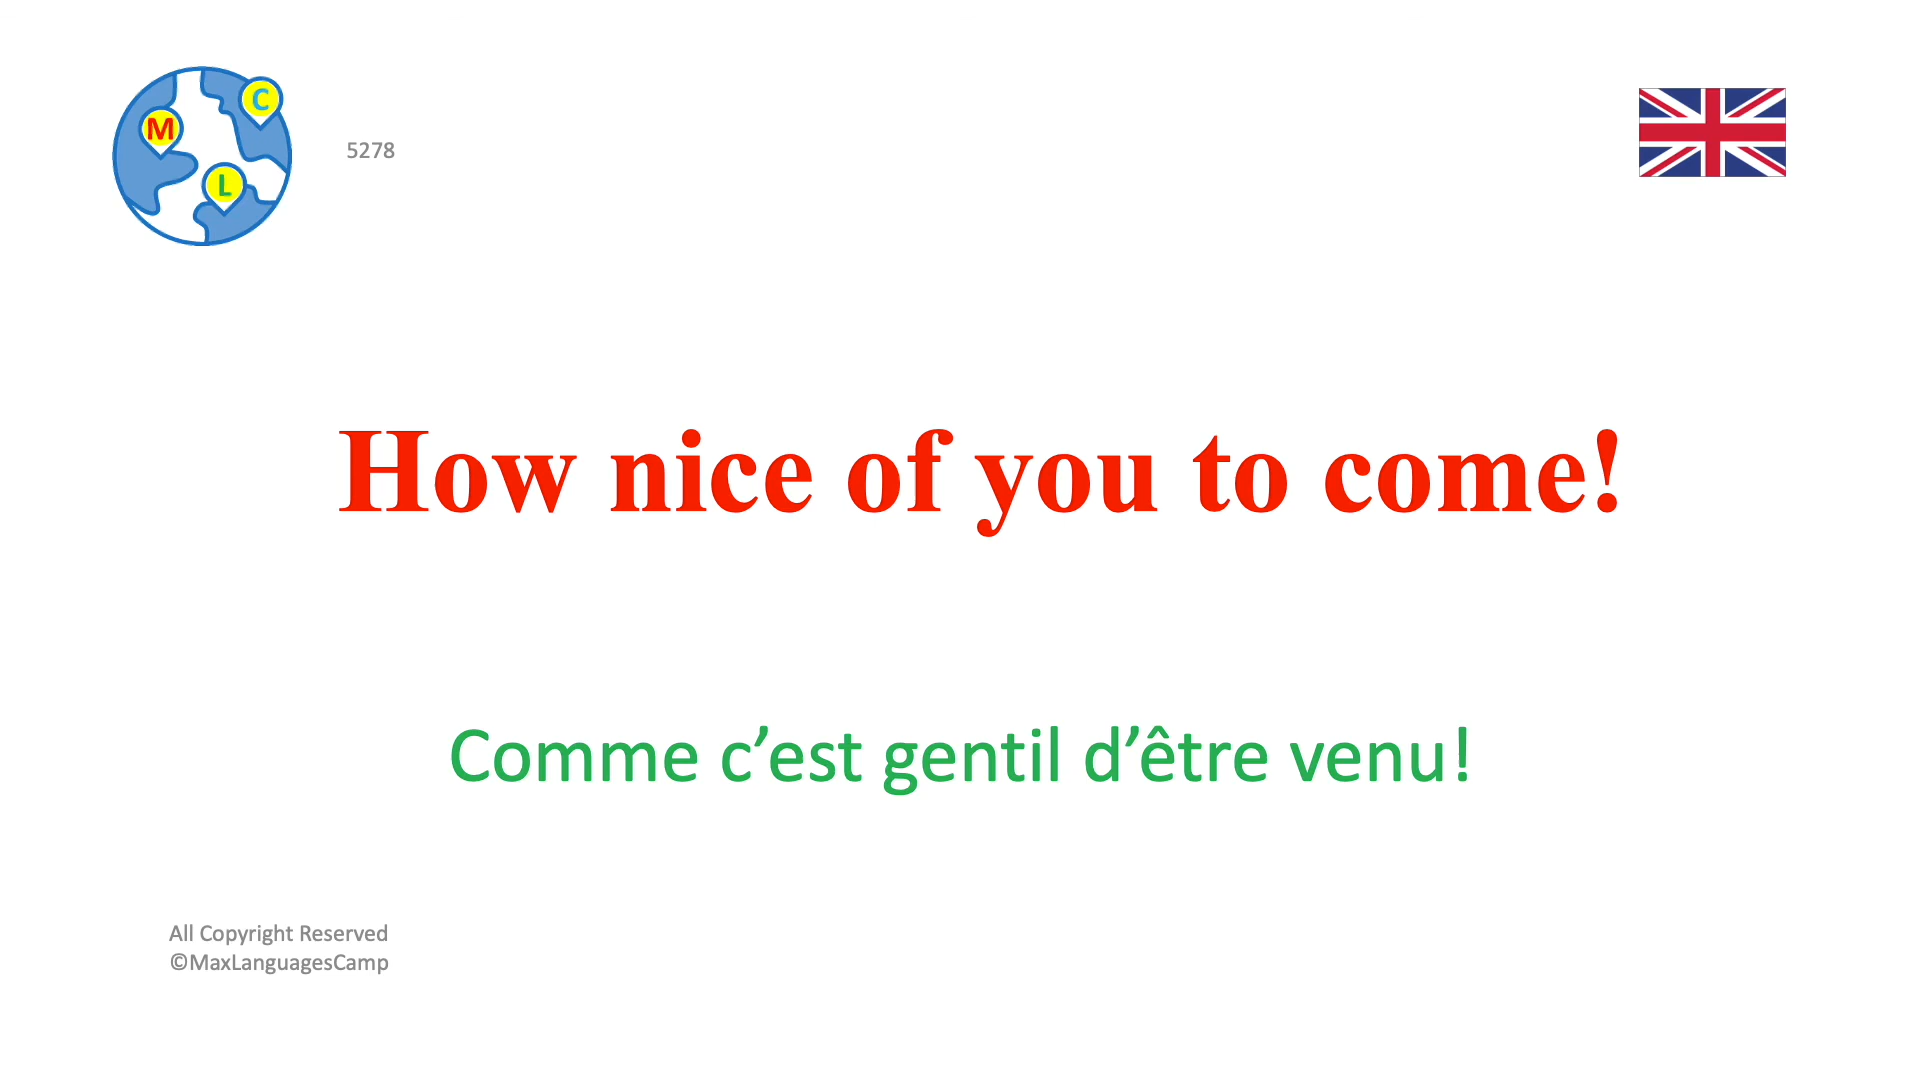 M
C
L
5278
How nice of you to come!
Comme c’est gentil d’être venu!
All Copyright Reserved
©MaxLanguagesCamp